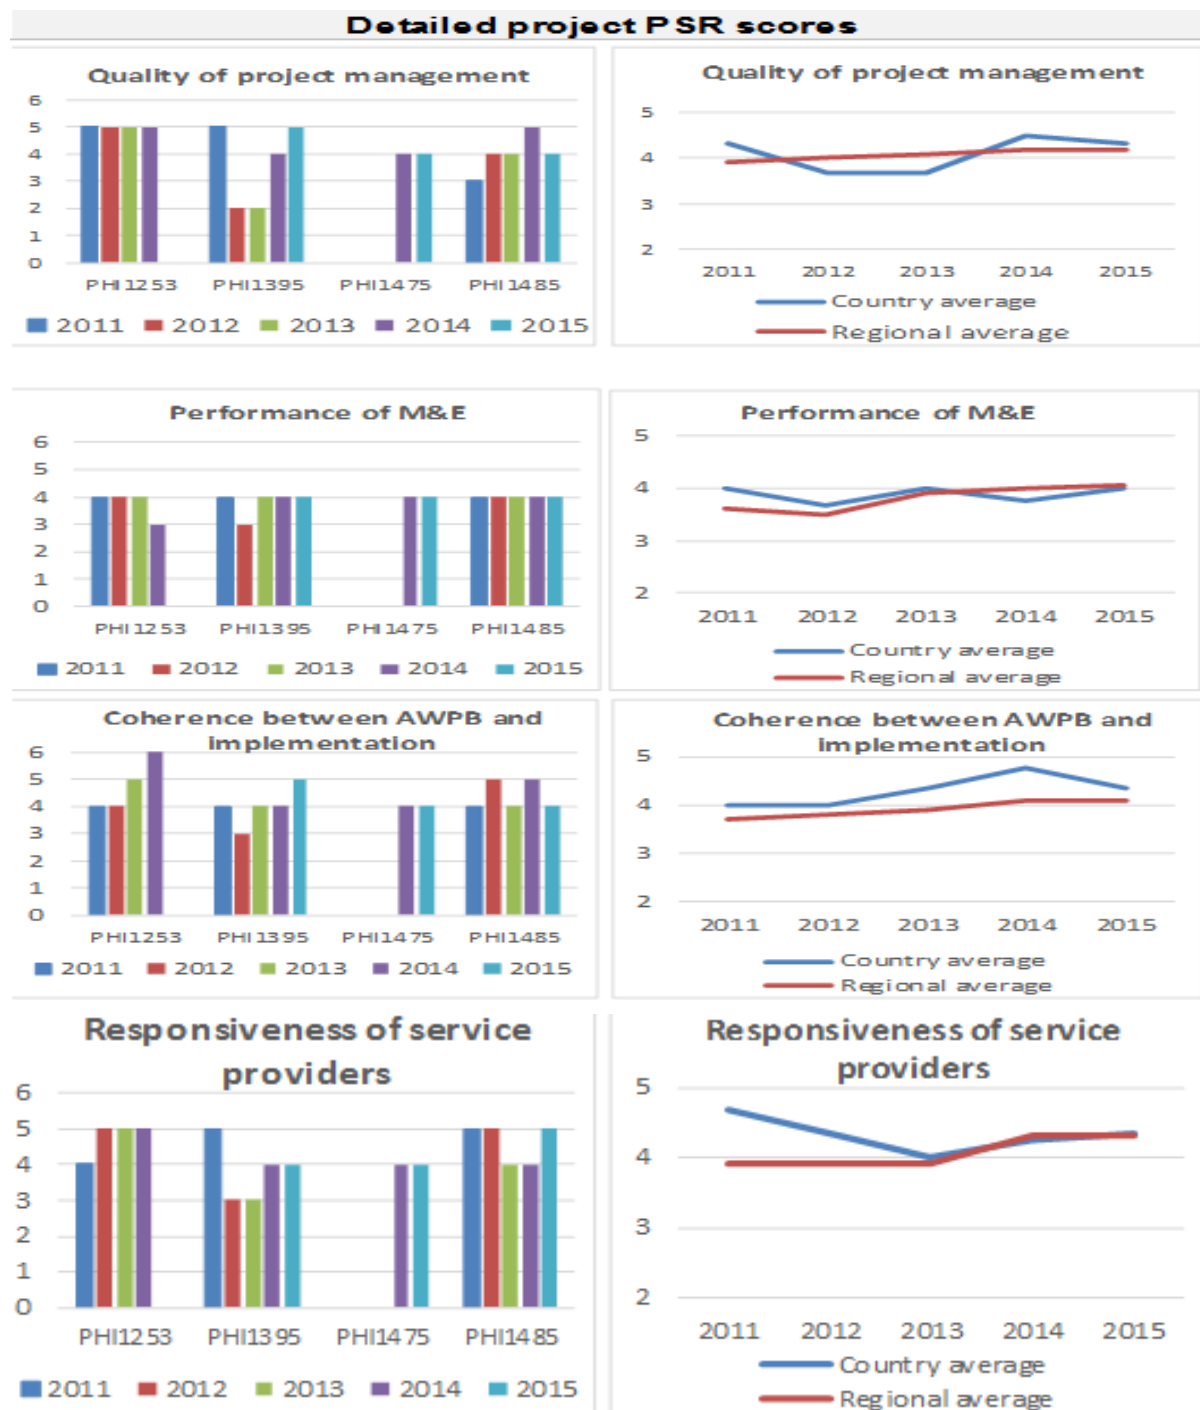 Detailed project PSR scores
Quality of project management
6
5
4
3
2
1
0
PHI1253 PHI1395 PHI1475 PHI1485
2011 2012 2013 2014 2015
Quality of project management
5
4
3
2
2011 2012 2013 2014 2015
Country average
Regional average
Performance of M&E
6
5
4
3
2
1
0
PHI1253 PHI1395 PHI1475 PHI1485
2011 2012 2013 2014 2015
Performance of M&E
5
4
3
2
2011 2012 2013 2014 2015
Country average
Regional average
Coherence between AWPB and
implementation
6
5
4
3
2
1
0
PHI1253 PHI1395 PHI1475 PHI1485
2011 2012 2013 2014 2015
Coherence between AWPB and
implementation
5
4
3
2
2011 2012 2013 2014 2015
Country average
Regional average
Responsiveness of service
providers
6
5
4
3
2
1
0
PHI1253 PHI1395 PHI1475 PHI1485
2011 2012 2013 2014 2015
Responsiveness of service
providers
5
4
3
2
2011 2012 2013 2014 2015
Country average
Regional average